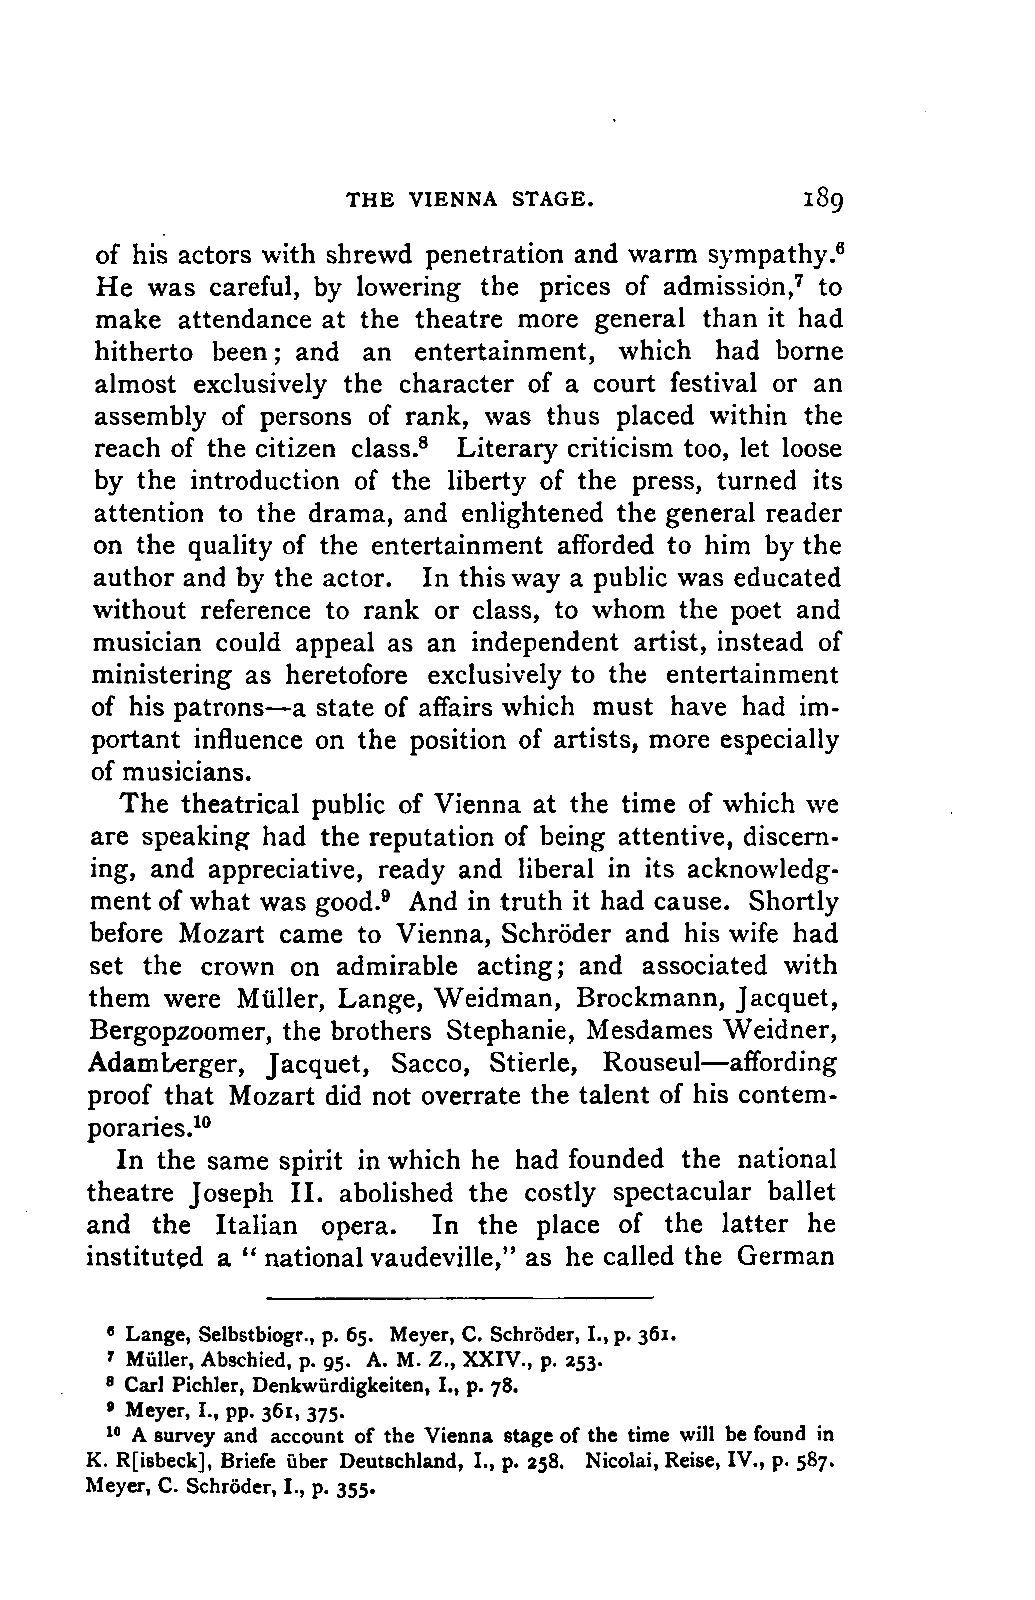 THE VIENNA STAGE. 189
of his actors with shrewd penetration and warm sympathy.⁶
He was careful, by lowering the prices of admission,⁷ to
make attendance at the theatre more general than it had
hitherto been; and an entertainment, which had borne
almost exclusively the character of a court festival or an
assembly of persons of rank, was thus placed within the
reach of the citizen class.⁸ Literary criticism too, let loose
by the introduction of the liberty of the press, turned its
attention to the drama, and enlightened the general reader
on the quality of the entertainment afforded to him by the
author and by the actor. In this way a public was educated
without reference to rank or class, to whom the poet and
musician could appeal as an independent artist, instead of
ministering as heretofore exclusively to the entertainment
of his patrons—a state of affairs which must have had im-
portant influence on the position of artists, more especially
of musicians.
The theatrical public of Vienna at the time of which we
are speaking had the reputation of being attentive, discern-
ing, and appreciative, ready and liberal in its acknowledg-
ment of what was good.⁹ And in truth it had cause. Shortly
before Mozart came to Vienna, Schröder and his wife had
set the crown on admirable acting; and associated with
them were Müller, Lange, Weidman, Brockmann, Jacquet,
Bergopzoomer, the brothers Stephanie, Mesdames Weidner,
Adamberger, Jacquet, Sacco, Stierle, Rouseul—affording
proof that Mozart did not overrate the talent of his contem-
poraries.¹⁰
In the same spirit in which he had founded the national
theatre Joseph II. abolished the costly spectacular ballet
and the Italian opera. In the place of the latter he
instituted a " national vaudeville," as he called the German
⁶ Lange, Selbstbiogr., p. 65. Meyer, C. Schröder, I., p. 361.
⁷ Müller, Abschied, p. 95. A. M. Z., XXIV., p. 253.
⁸ Carl Pichler, Denkwürdigkeiten, I., p. 78.
⁹ Meyer, I., pp. 361, 375.
¹⁰ A survey and account of the Vienna stage of the time will be found in
K. R[isbeck], Briefe über Deutschland, I., p. 258. Nicolai, Reise, IV., p. 587.
Meyer, C. Schröder, I., p. 355.